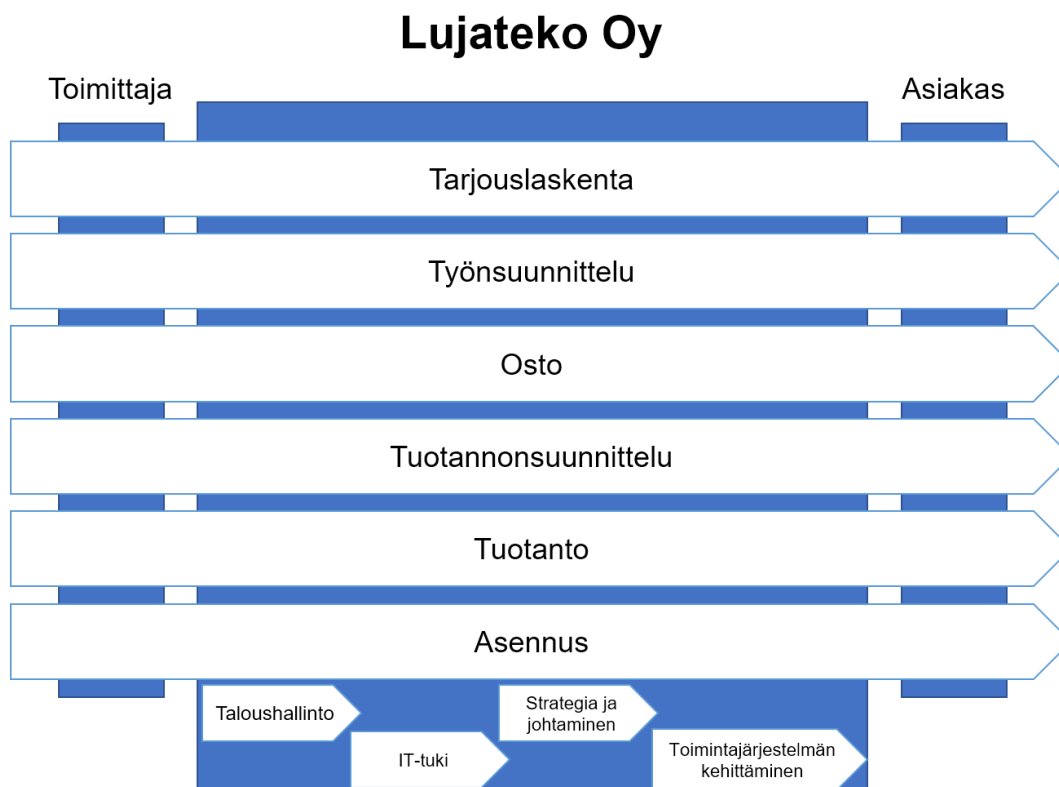 Lujateko Oy
Toimittaja
Asiakas
Tarjouslaskenta
Työnsuunnittelu
Osto
Tuotannonsuunnittelu
Tuotanto
Asennus
Taloushallinto
IT-tuki
Strategia ja
johtaminen
Toimintajärjestelmän
kehittäminen